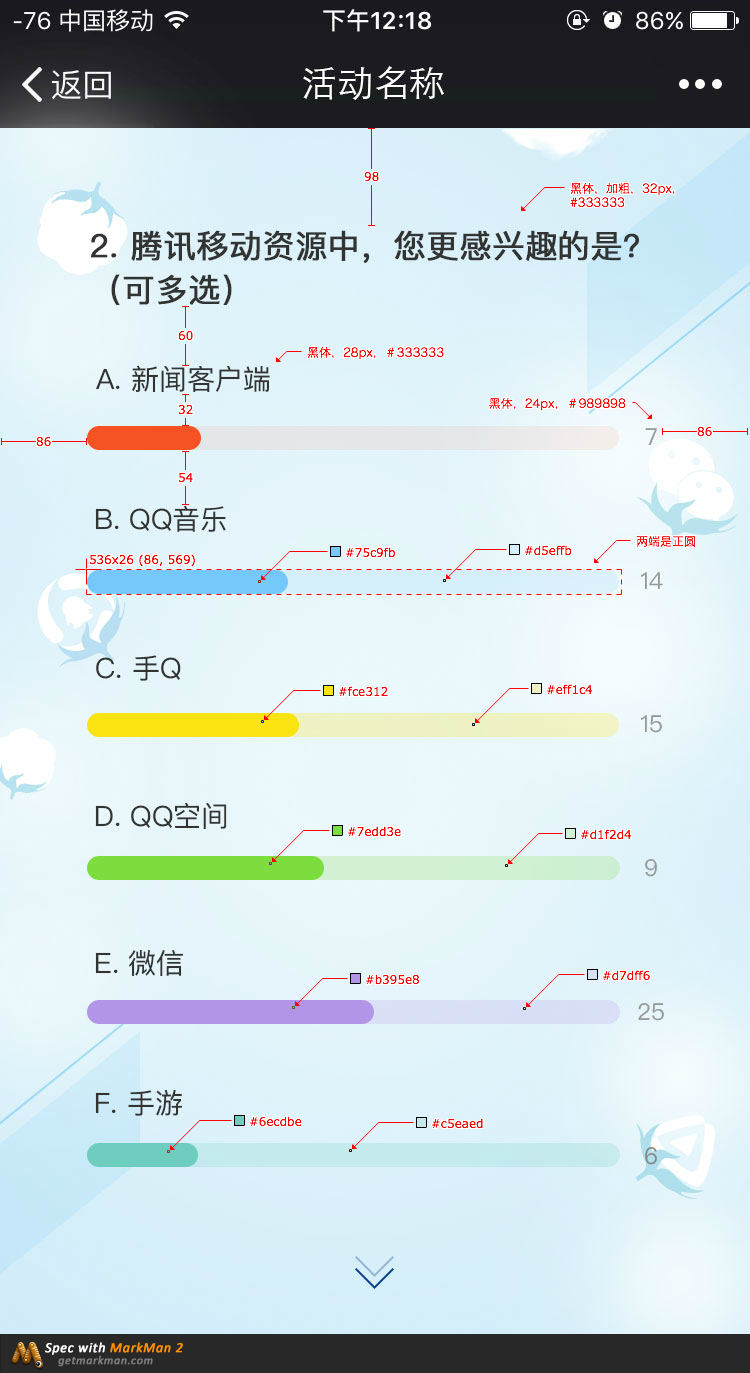 -76 中国移动 下午12:18 86%
返回 活动名称
98
黑体、加粗、32px,
#333333
2. 腾讯移动资源中，您更感兴趣的是?
（可多选）
60
黑体、28px, #333333
A. 新闻客户端
黑体, 24px, #989898
32
86 7 86
54
B. QQ音乐
两端是正圆
536x26 (86, 569) #75c9fb #d5effb
14
C. 手Q
#fce312 #eff1c4
15
D. QQ空间
#7edd3e #d1f2d4
9
E. 微信
#b395e8 #d7dff6
25
F. 手游
#6ecdbe #c5eaed
6
Spec with MarkMan 2
getmarkman.com